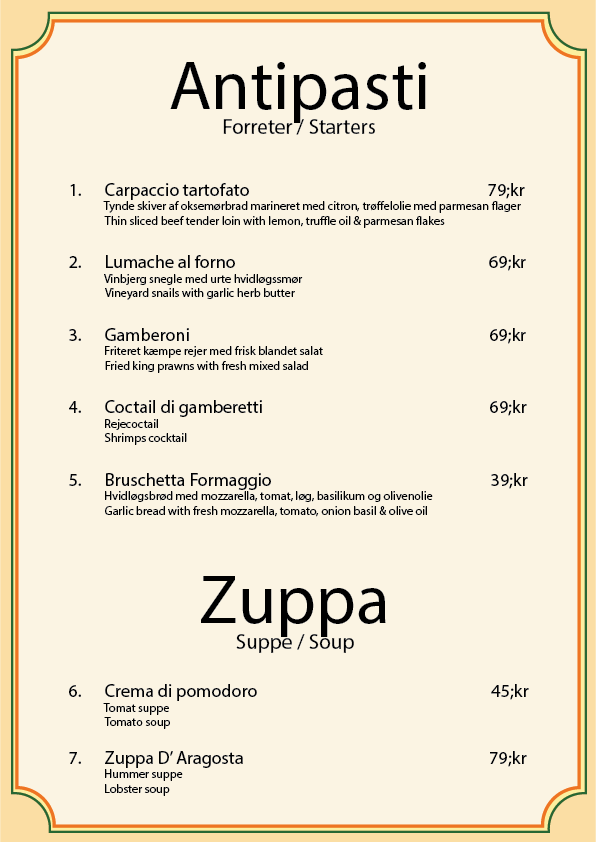 Antipasti
Forreter / Starters
1. Carpaccio tartofato 79;kr
Tynde skiver af oksemørbrad marineret med citron, trøffelolie med parmesan flager
Thin sliced beef tender loin with lemon, truffle oil & parmesan flakes
2. Lumache al forno 69;kr
Vinbjerg snegle med urte hvidløgssmør
Vineyard snails with garlic herb butter
3. Gamberoni 69;kr
Friteret kæmpe rejer med frisk blandet salat
Fried king prawns with fresh mixed salad
4. Coctail di gamberetti 69;kr
Rejecoctail
Shrimps cocktail
5. Bruschetta Formaggio 39;kr
Hvidløgsbrød med mozzarella, tomat, løg, basilikum og olivenolie
Garlic bread with fresh mozzarella, tomato, onion basil & olive oil
Zuppa
Suppe / Soup
6. Crema di pomodoro 45;kr
Tomat suppe
Tomato soup
7. Zuppa D' Aragosta 79;kr
Hummer suppe
Lobster soup